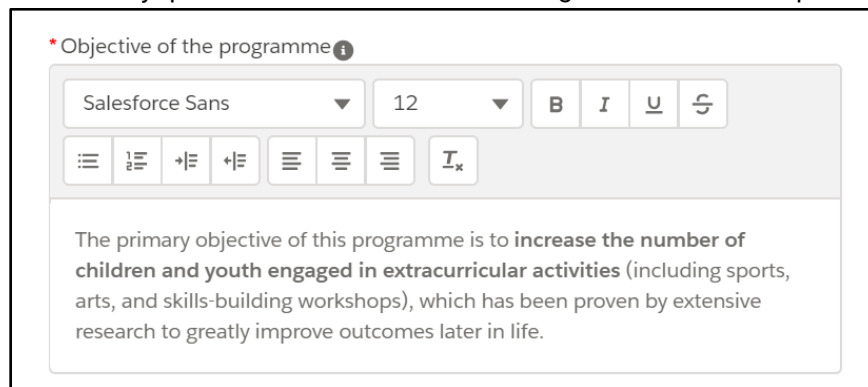 *Objective of the programme
Salesforce Sans 12 B I U S
The primary objective of this programme is to increase the number of
children and youth engaged in extracurricular activities (including sports,
arts, and skills-building workshops), which has been proven by extensive
research to greatly improve outcomes later in life.